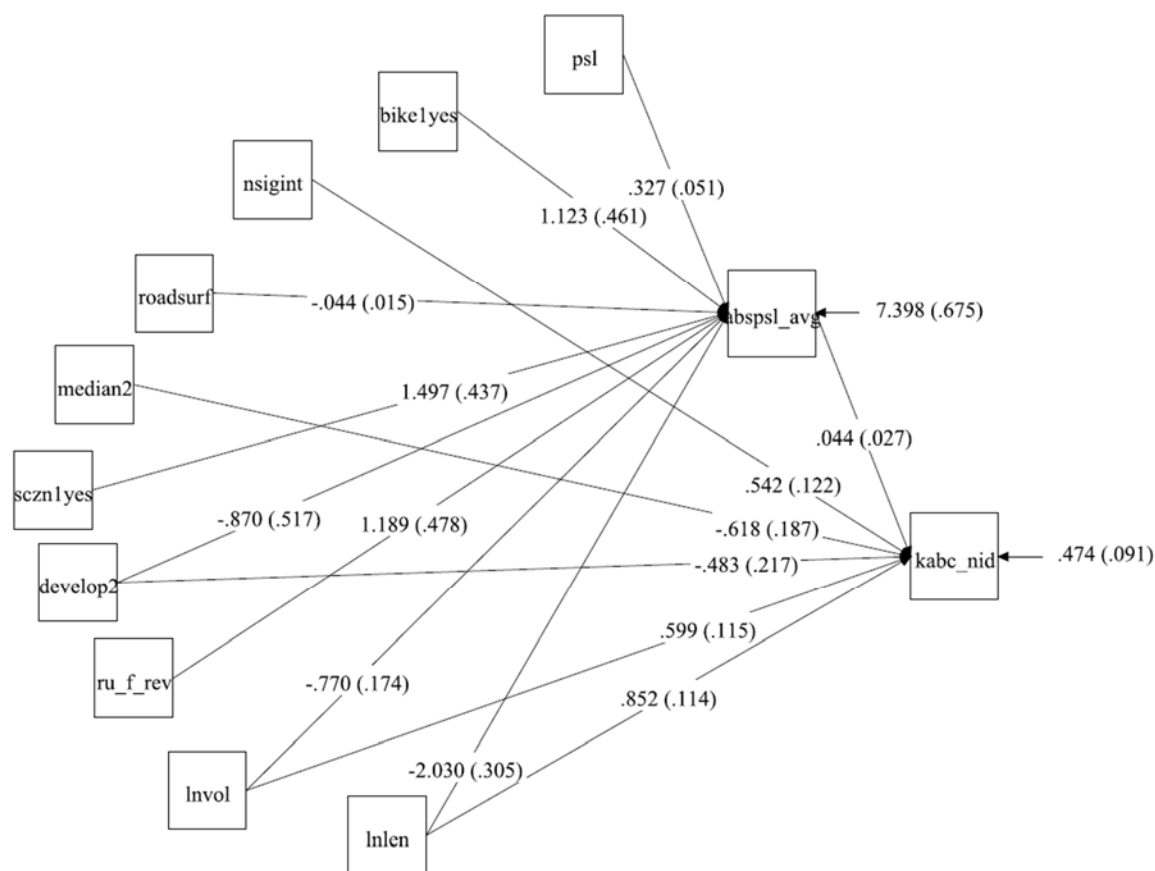 psl
bike1yes
nsigint
.327 (.051)
1.123 (.461)
roadsurf
-.044 (.015)
abspsl_avg
7.398 (.675)
median2
1.497 (.437)
.044 (.027)
sczn1yes
.542 (.122)
-.870 (.517)
1.189 (.478)
-.618 (.187)
develop2
-.483 (.217)
kabc_nid
.474 (.091)
.599 (.115)
ru_f_rev
-.770 (.174)
.852 (.114)
lnvol
-2.030 (.305)
lnlen